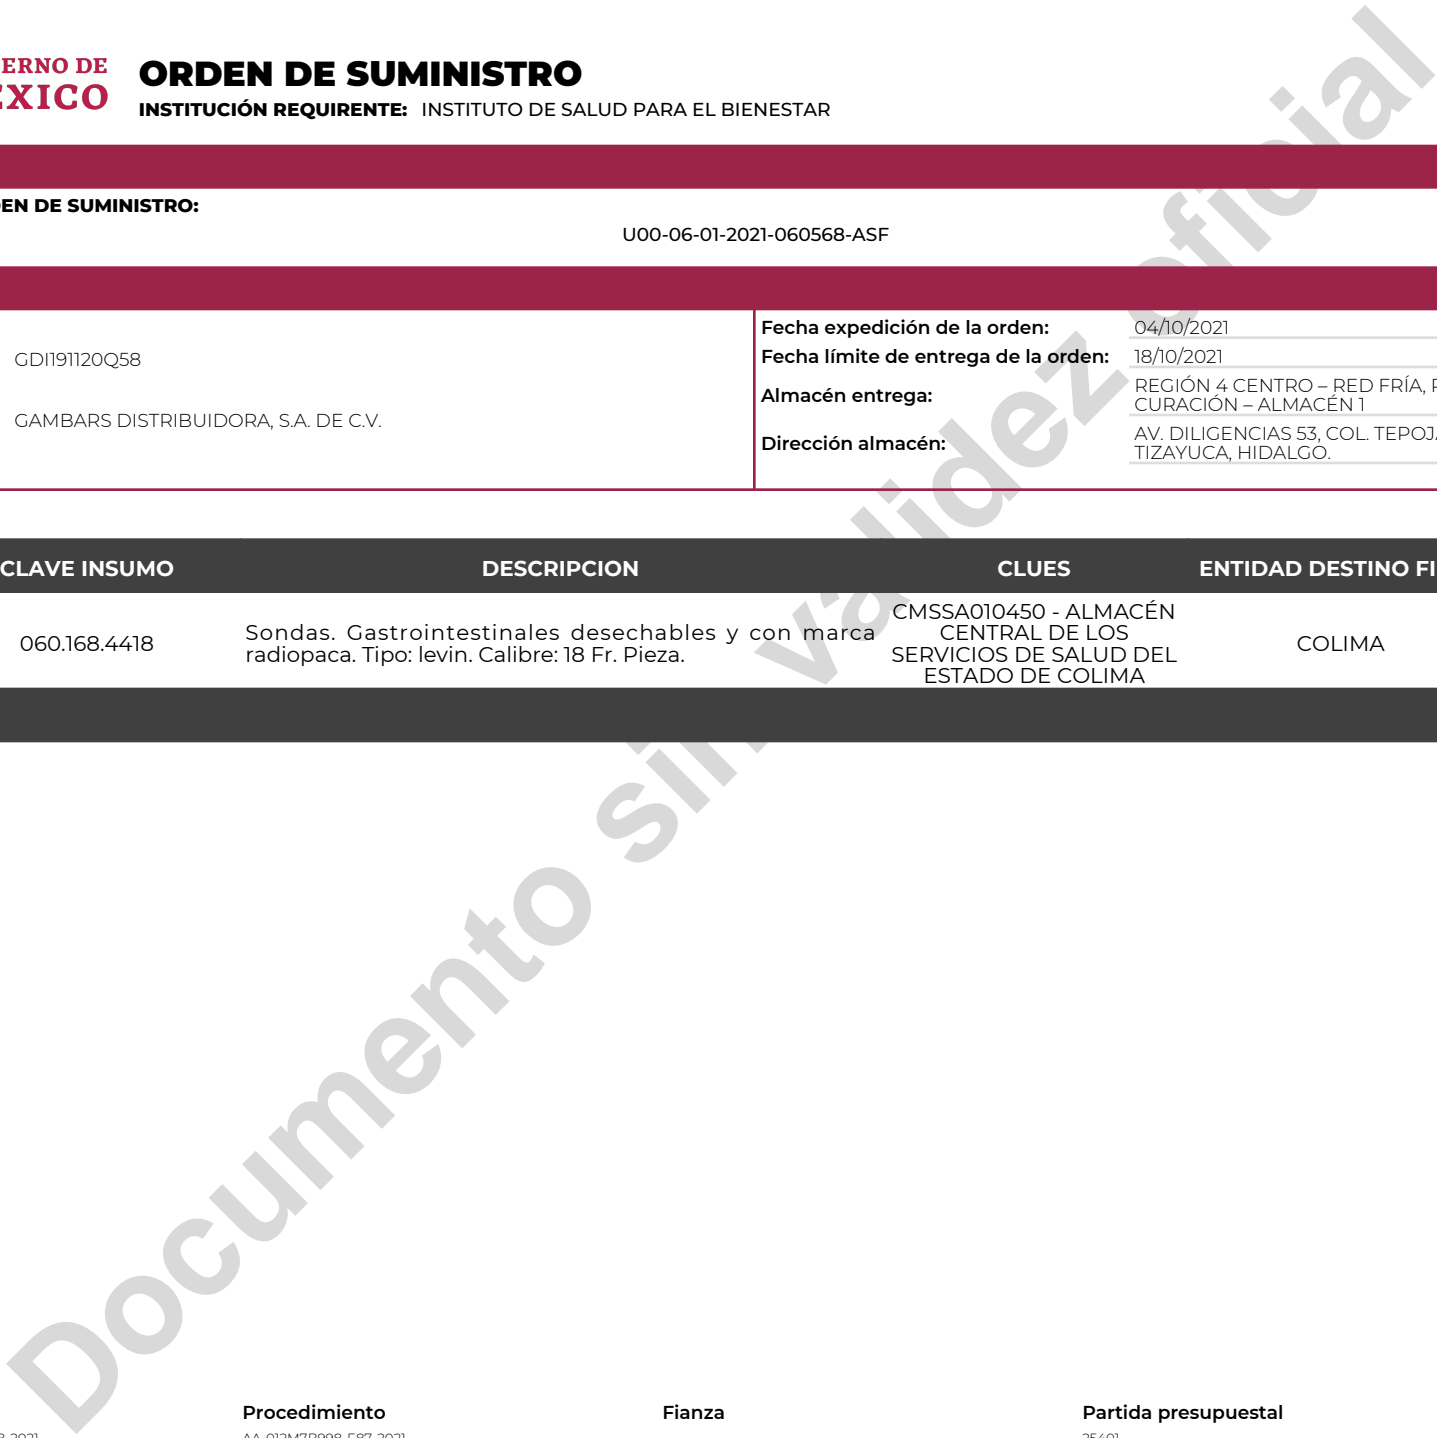 ERNO DE
ORDEN DE SUMINISTRO
EXICO
INSTITUCIÓN REQUIRENTE: INSTITUTO DE SALUD PARA EL BIENESTAR
EN DE SUMINISTRO:
U00-06-01-2021-060568-ASF
GDI191120Q58
GAMBARS DISTRIBUIDORA, S.A. DE C.V.
Fecha expedición de la orden: 04/10/2021
Fecha límite de entrega de la orden: 18/10/2021
Almacén entrega: REGIÓN 4 CENTRO – RED FRÍA,
CURACIÓN – ALMACÉN 1
Dirección almacén: AV. DILIGENCIAS 53, COL. TEPOJA
TIZAYUCA, HIDALGO.
CLAVE INSUMO DESCRIPCION CLUES ENTIDAD DESTINO FI
060.168.4418
Sondas. Gastrointestinales desechables y con marca
radiopaca. Tipo: levin. Calibre: 18 Fr. Pieza.
CMSSA010450 - ALMACÉN
CENTRAL DE LOS
SERVICIOS DE SALUD DEL
ESTADO DE COLIMA
COLIMA
Documento sin validez oficial
Procedimiento Fianza Partida presupuestal